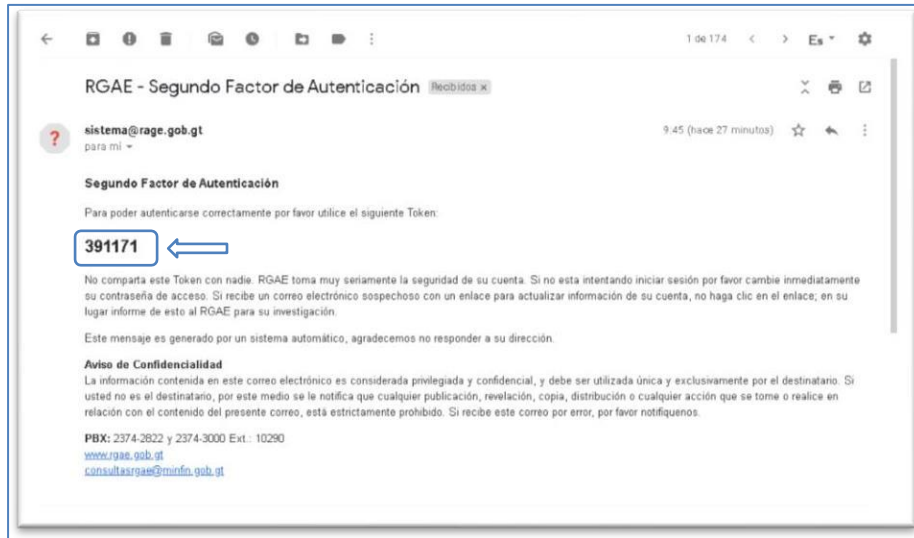 1 de 174
Es
RGAE - Segundo Factor de Autenticación Recibidos x
?
sistema@rage.gob.gt
9:45 (hace 27 minutos)
para mí
Segundo Factor de Autenticación
Para poder autenticarse correctamente por favor utilice el siguiente Token:
391171
No comparta este Token con nadie. RGAE toma muy seriamente la seguridad de su cuenta. Si no esta intentando iniciar sesión por favor cambie inmediatamente
su contraseña de acceso. Si recibe un correo electrónico sospechoso con un enlace para actualizar información de su cuenta, no haga clic en el enlace; en su
lugar informe de esto al RGAE para su investigación.
Este mensaje es generado por un sistema automático, agradecemos no responder a su dirección.
Aviso de Confidencialidad
La información contenida en este correo electrónico es considerada privilegiada y confidencial, y debe ser utilizada única y exclusivamente por el destinatario. Si
usted no es el destinatario, por este medio se le notifica que cualquier publicación, revelación, copia, distribución o cualquier acción que se tome o realice en
relación con el contenido del presente correo, está estrictamente prohibido. Si recibe este correo por error, por favor notifiquenos.
PBX: 2374-2822 y 2374-3000 Ext.: 10290
www.rgae.gob.gt
consultasrgae@minfin.gob.gt